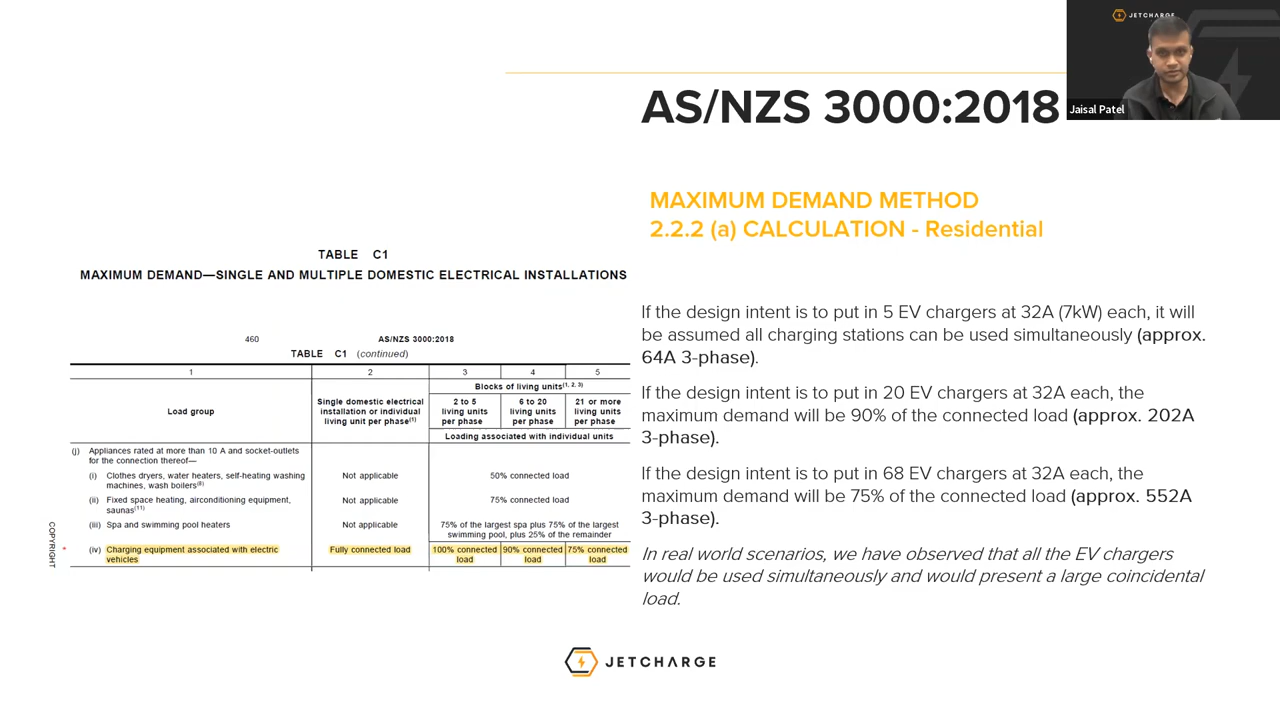 JETCHARGE
Jaisal Patel
AS/NZS 3000:2018
MAXIMUM DEMAND METHOD
2.2.2 (a) CALCULATION - Residential
TABLE C1
MAXIMUM DEMAND—SINGLE AND MULTIPLE DOMESTIC ELECTRICAL INSTALLATIONS
460 AS/NZS 3000:2018
TABLE C1 (continued)
1 2 3 4 5
Load group
Single domestic electrical
installation or individual
living unit per phase(1)
Blocks of living units(1, 2, 3)
2 to 5
living units
per phase
6 to 20
living units
per phase
21 or more
living units
per phase
Loading associated with individual units
(j) Appliances rated at more than 10 A and socket-outlets
for the connection thereof—
(i) Clothes dryers, water heaters, self-heating washing
machines, wash boilers(8)
Not applicable
50% connected load
(ii) Fixed space heating, airconditioning equipment,
saunas(11)
Not applicable
75% connected load
(iii) Spa and swimming pool heaters
Not applicable
75% of the largest spa plus 75% of the largest
swimming pool, plus 25% of the remainder
* (iv) Charging equipment associated with electric
vehicles
Fully connected load
100% connected
load
90% connected
load
75% connected
load
COPYRIGHT
If the design intent is to put in 5 EV chargers at 32A (7kW) each, it will
be assumed all charging stations can be used simultaneously (approx.
64A 3-phase).
If the design intent is to put in 20 EV chargers at 32A each, the
maximum demand will be 90% of the connected load (approx. 202A
3-phase).
If the design intent is to put in 68 EV chargers at 32A each, the
maximum demand will be 75% of the connected load (approx. 552A
3-phase).
In real world scenarios, we have observed that all the EV chargers
would be used simultaneously and would present a large coincidental
load.
JETCHARGE